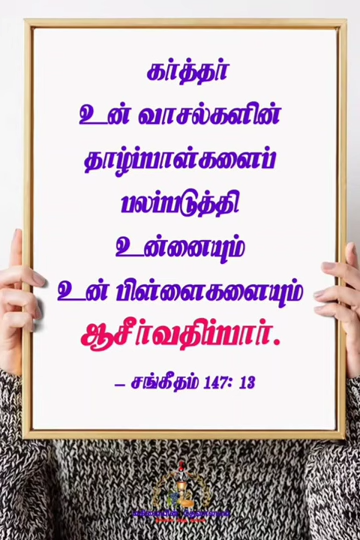 கர்த்தர்
உன் வாசல்களின்
தாழ்ப்பாள்களைப்
பலப்படுத்தி
உன்னையும்
உன் பிள்ளைகளையும்
ஆசீர்வதிப்பார்.
– சங்கீதம் 147: 13